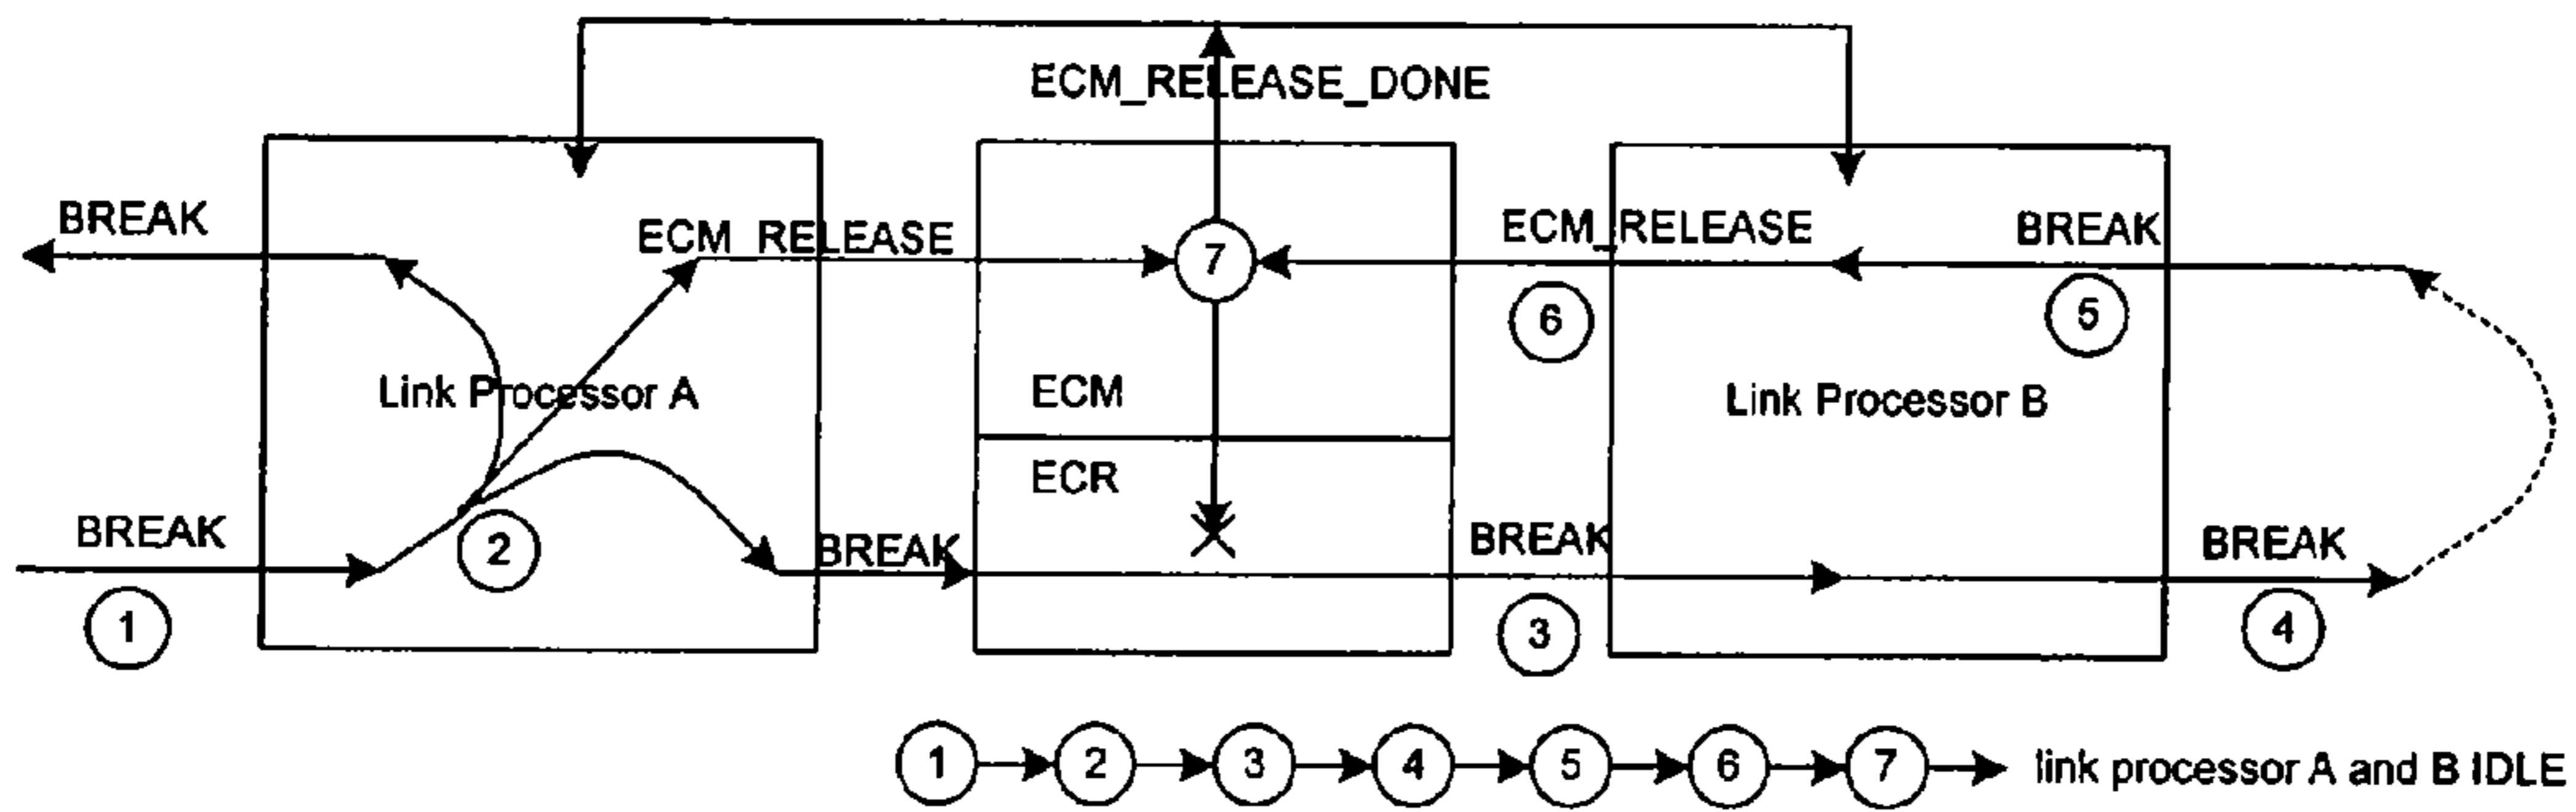 ECM_RELEASE_DONE
BREAK
ECM_RELEASE
7
ECM_RELEASE
BREAK
6
5
Link Processor A
ECM
Link Processor B
ECR
BREAK
2
BREAK
BREAK
BREAK
1
3
4
1 2 3 4 5 6 7 link processor A and B IDLE